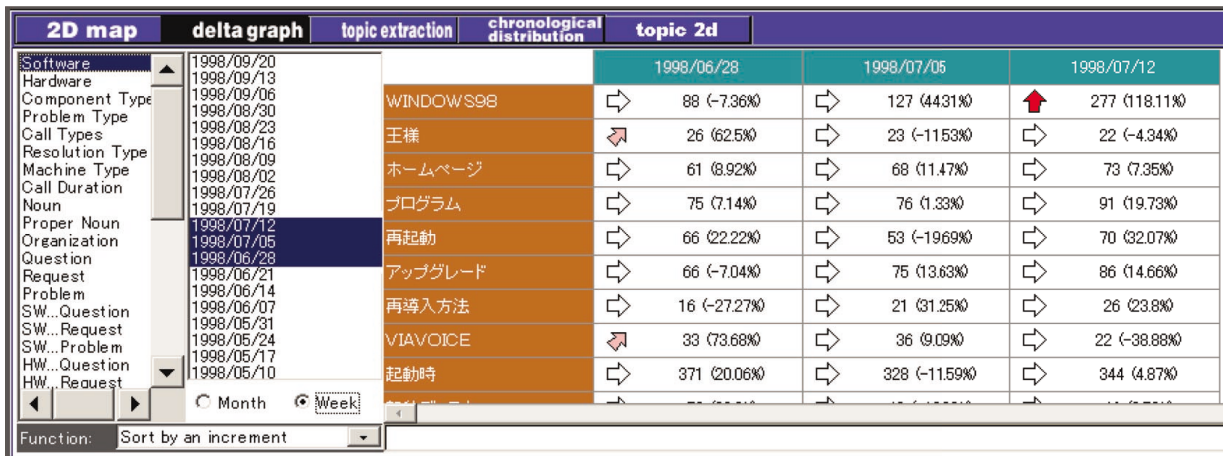 2D map
delta graph
topic extraction
chronological
distribution
topic 2d
Software
Hardware
Component Type
Problem Type
Call Types
Resolution Type
Machine Type
Call Duration
Noun
Proper Noun
Organization
Question
Request
Problem
SW...Question
SW...Request
SW...Problem
HW...Question
HW...Request
1998/09/20
1998/09/13
1998/09/06
1998/08/30
1998/08/23
1998/08/16
1998/08/09
1998/08/02
1998/07/26
1998/07/19
1998/07/12
1998/07/05
1998/06/28
1998/06/21
1998/06/14
1998/06/07
1998/05/31
1998/05/24
1998/05/17
1998/05/10
Month Week
Function: Sort by an increment
1998/06/28 1998/07/05 1998/07/12
WINDOWS98 88 (-7.36%) 127 (44.31%) 277 (118.11%)
王様 26 (62.5%) 23 (-11.53%) 22 (-4.34%)
ホームページ 61 (8.92%) 68 (11.47%) 73 (7.35%)
プログラム 75 (7.14%) 76 (1.33%) 91 (19.73%)
再起動 66 (22.22%) 53 (-19.69%) 70 (32.07%)
アップグレード 66 (-7.04%) 75 (13.63%) 86 (14.66%)
再導入方法 16 (-27.27%) 21 (31.25%) 26 (23.8%)
VIAVOICE 33 (73.68%) 36 (9.09%) 22 (-38.88%)
起動時 371 (20.06%) 328 (-11.59%) 344 (4.87%)